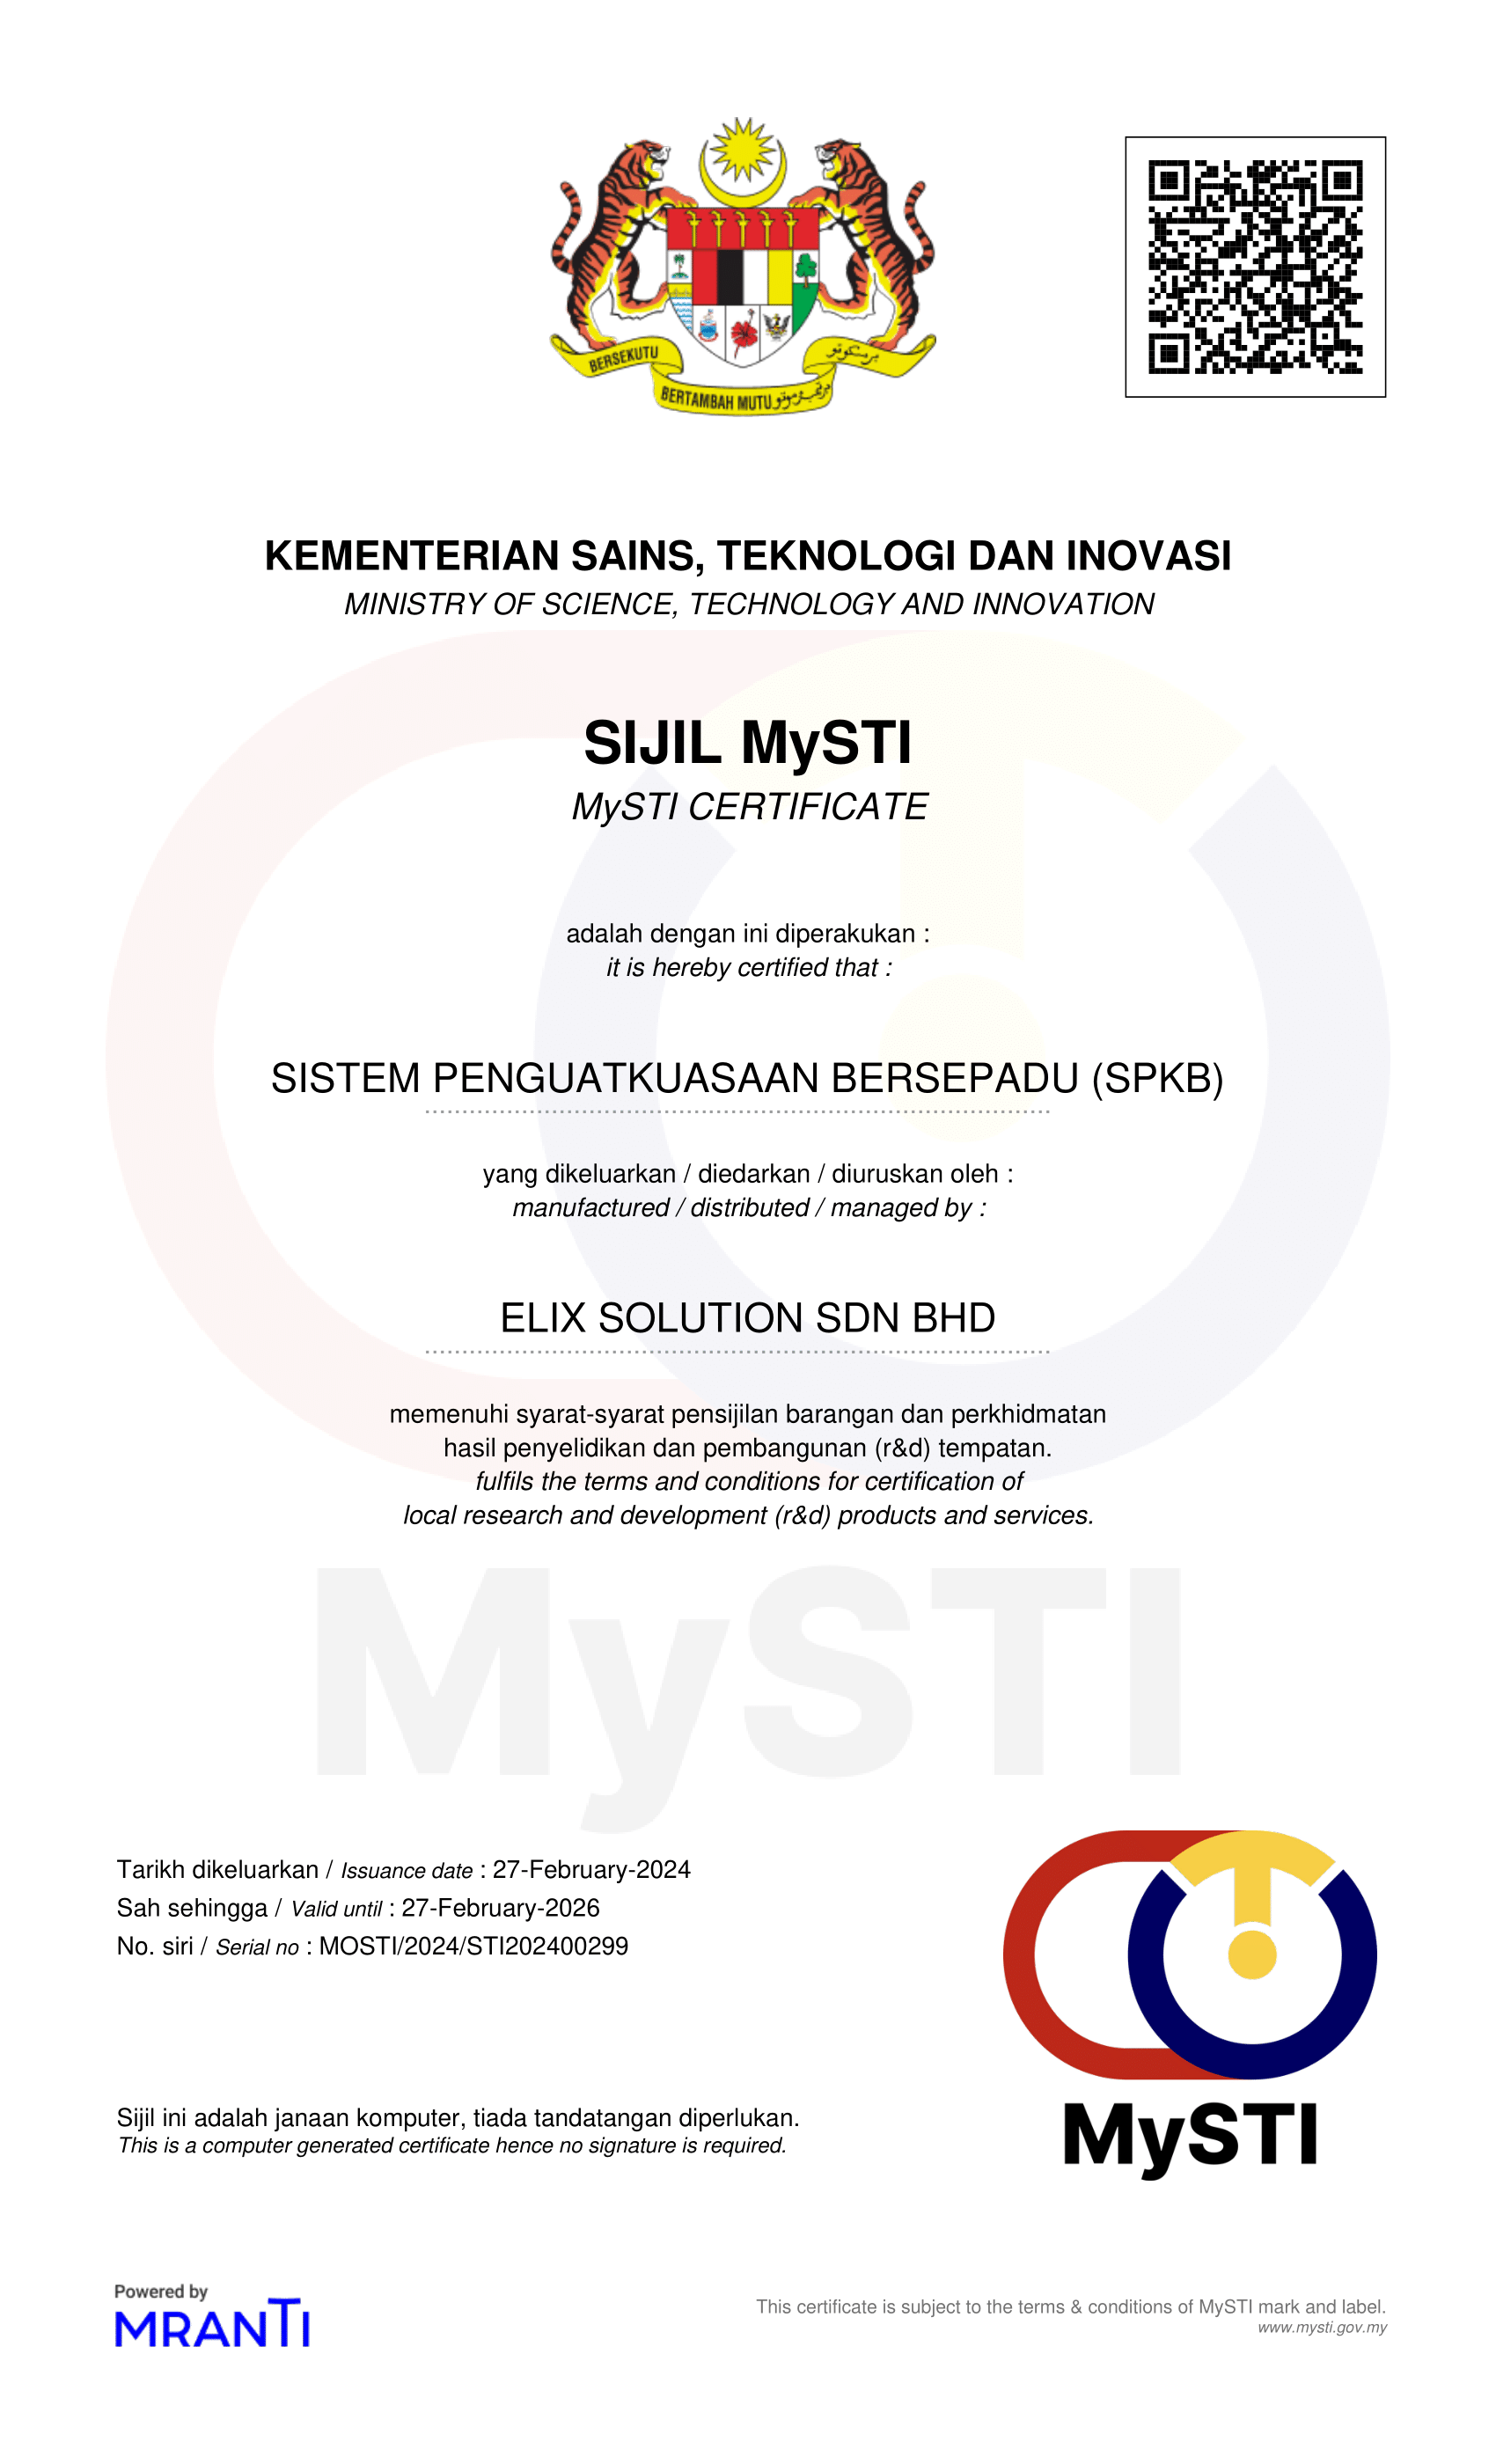 BERSEKUTU
برسکوتو
BERTAMBAH MUTU برتمبه موتو
KEMENTERIAN SAINS, TEKNOLOGI DAN INOVASI
MINISTRY OF SCIENCE, TECHNOLOGY AND INNOVATION
SIJIL MySTI
MySTI CERTIFICATE
adalah dengan ini diperakukan :
it is hereby certified that :
SISTEM PENGUATKUASAAN BERSEPADU (SPKB)
yang dikeluarkan / diedarkan / diuruskan oleh :
manufactured / distributed / managed by :
ELIX SOLUTION SDN BHD
memenuhi syarat-syarat pensijilan barangan dan perkhidmatan
hasil penyelidikan dan pembangunan (r&d) tempatan.
fulfils the terms and conditions for certification of
local research and development (r&d) products and services.
MySTI
Tarikh dikeluarkan / Issuance date : 27-February-2024
Sah sehingga / Valid until : 27-February-2026
No. siri / Serial no : MOSTI/2024/STI202400299
Sijil ini adalah janaan komputer, tiada tandatangan diperlukan.
This is a computer generated certificate hence no signature is required.
MySTI
Powered by
MRANTI
This certificate is subject to the terms & conditions of MySTI mark and label.
www.mysti.gov.my